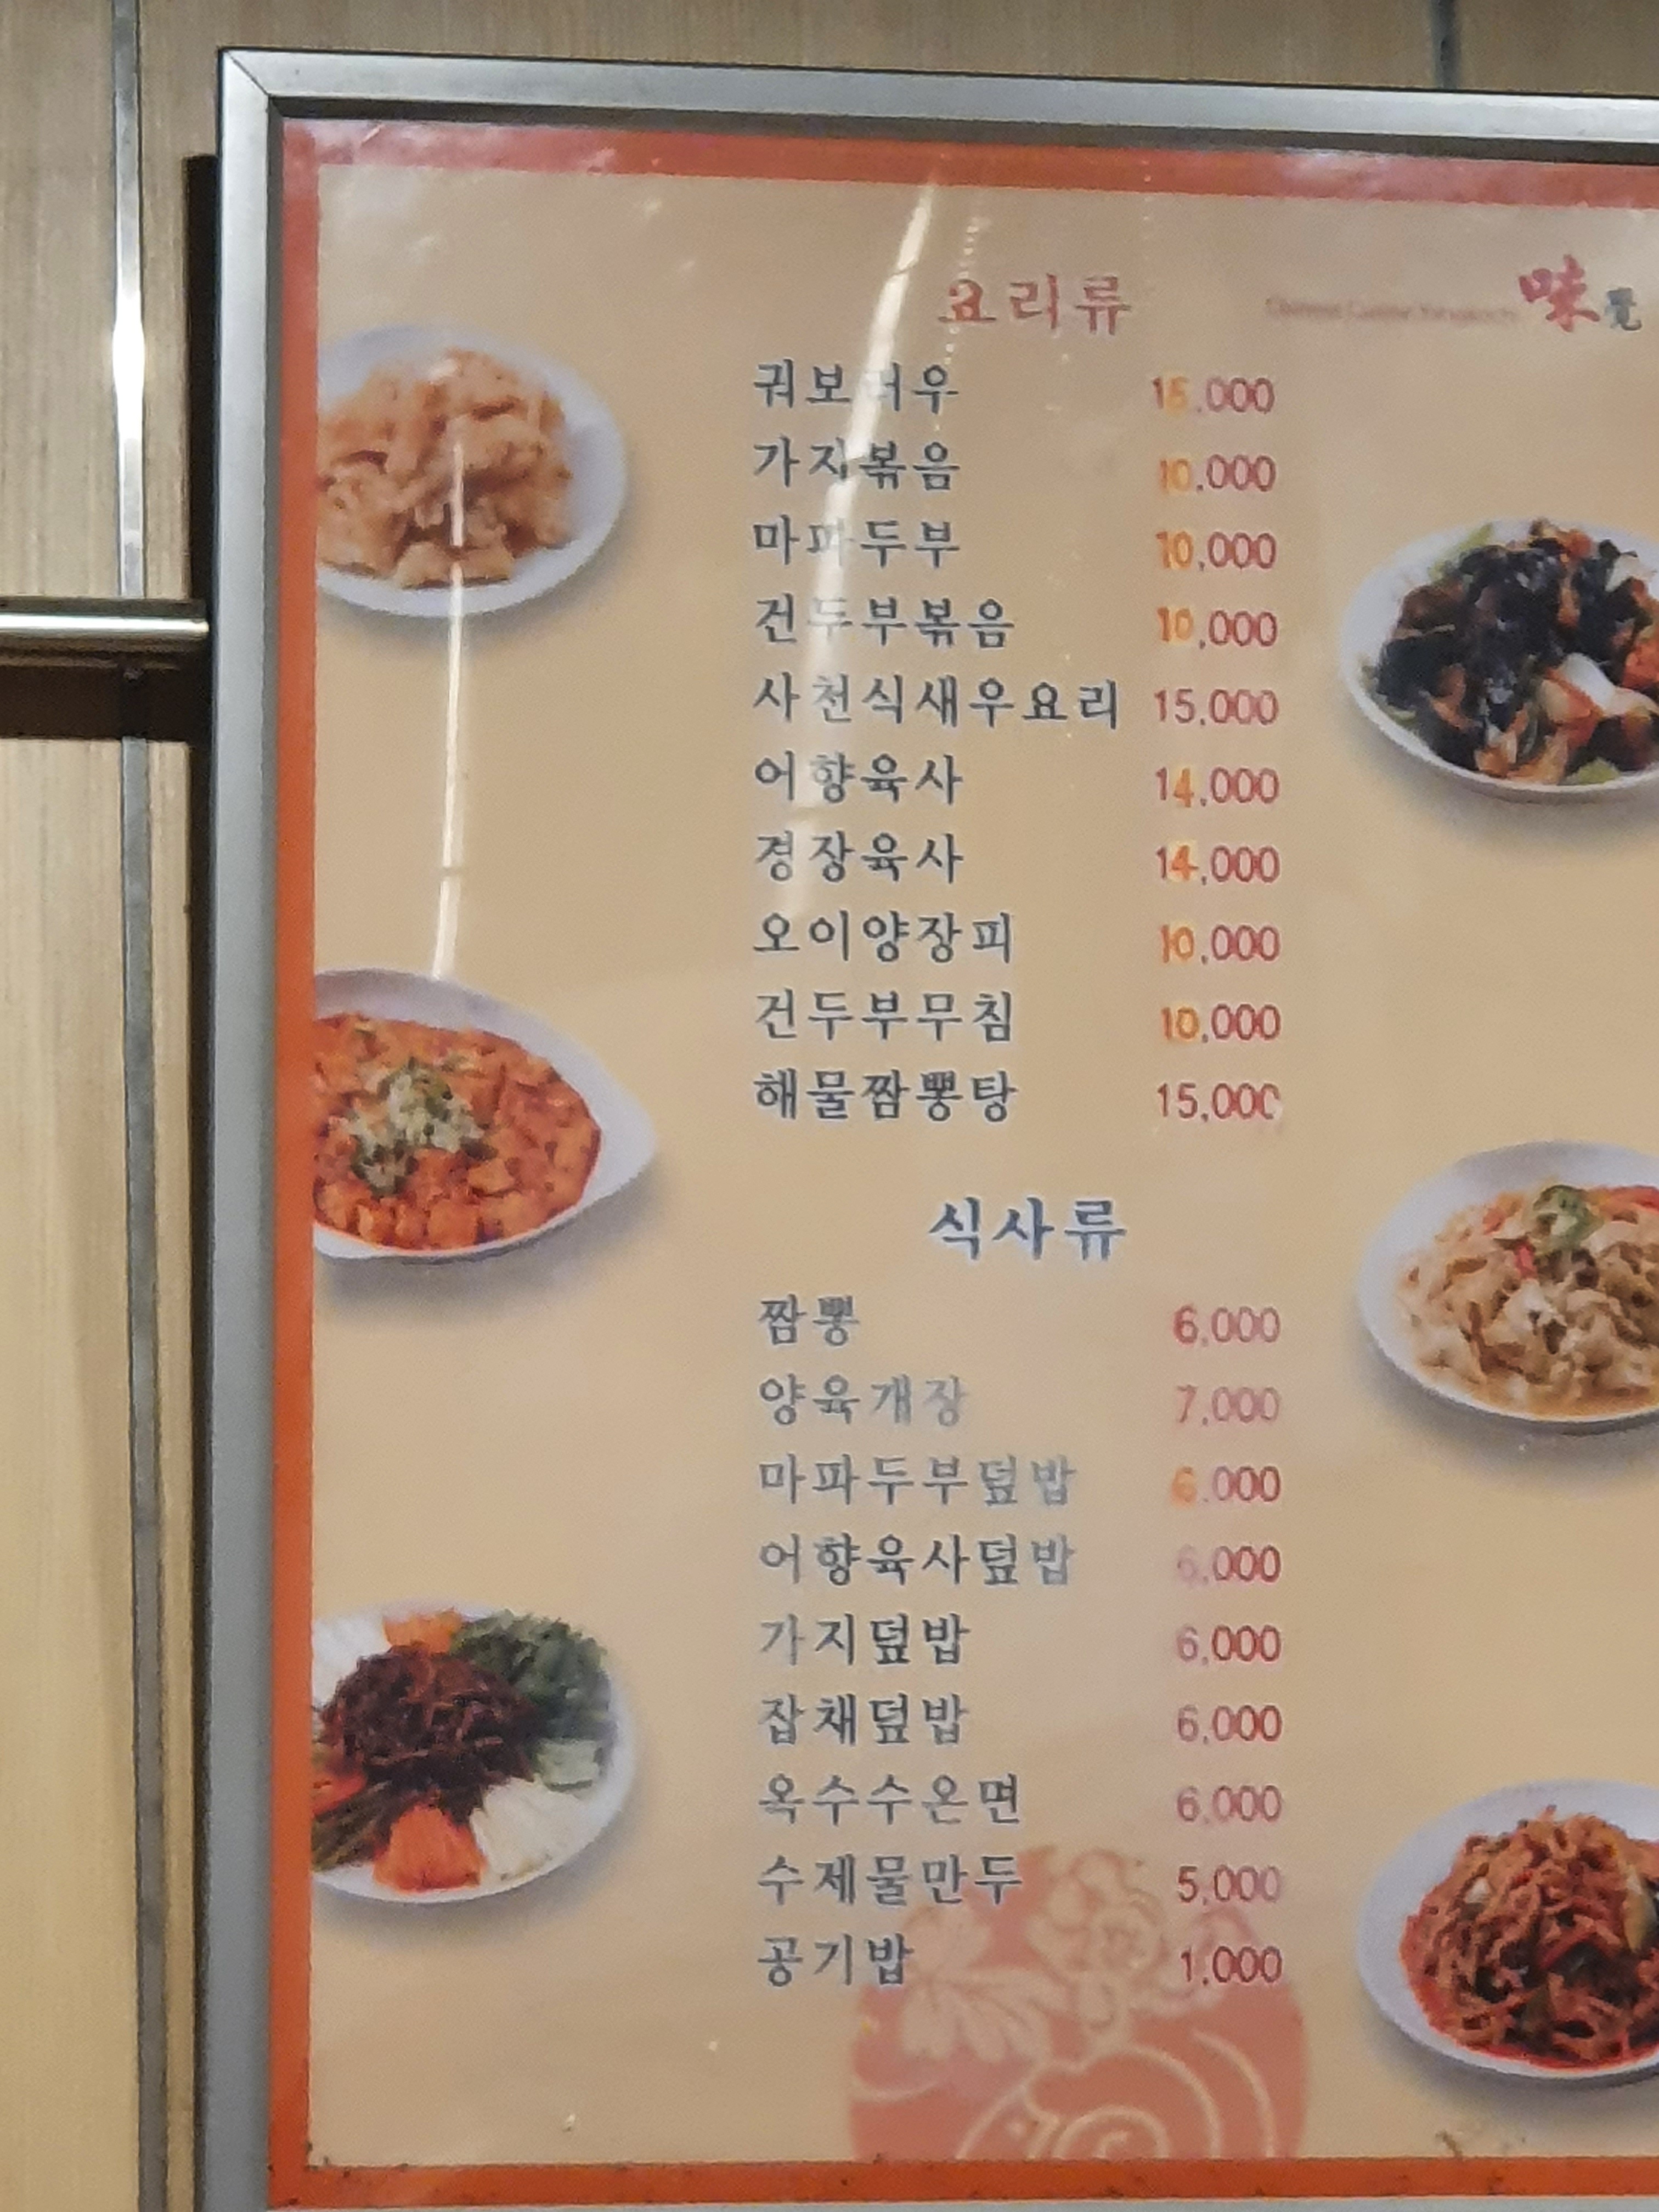 요리류
味覺
궈보러우 15,000
가지볶음 10,000
마파두부 10,000
건두부볶음 10,000
사천식새우요리 15,000
어향육사 14,000
경장육사 14,000
오이양장피 10,000
건두부무침 10,000
해물짬뽕탕 15,000
식사류
짬뽕 6,000
양육개장 7,000
마파두부덮밥 6.000
어향육사덮밥 6,000
가지덮밥 6,000
잡채덮밥 6,000
옥수수온면 6,000
수제물만두 5,000
공기밥 1,000